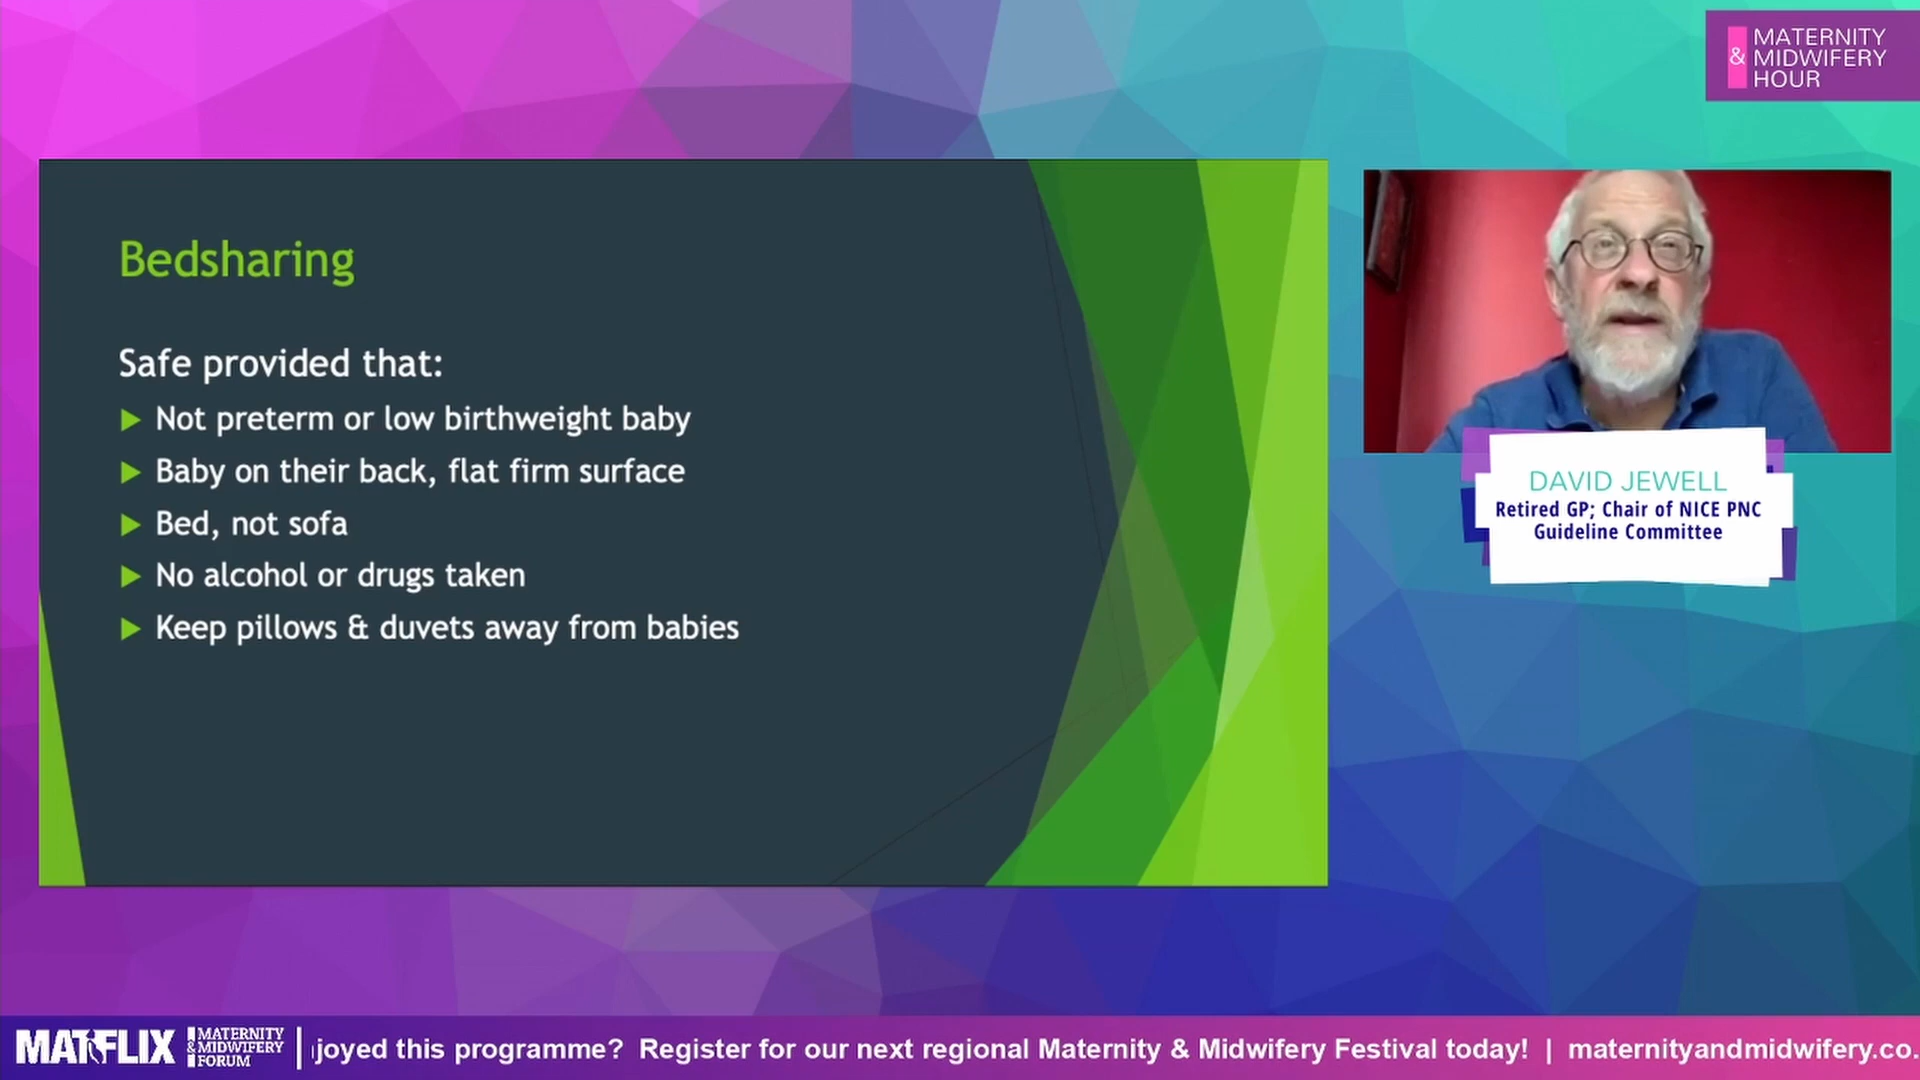 & MATERNITY
MIDWIFERY
HOUR
Bedsharing
Safe provided that:
Not preterm or low birthweight baby
Baby on their back, flat firm surface
Bed, not sofa
No alcohol or drugs taken
Keep pillows & duvets away from babies
DAVID JEWELL
Retired GP; Chair of NICE PNC
Guideline Committee
MATFLIX
MATERNITY
& MIDWIFERY
FORUM
joyed this programme? Register for our next regional Maternity & Midwifery Festival today! | maternityandmidwifery.co.